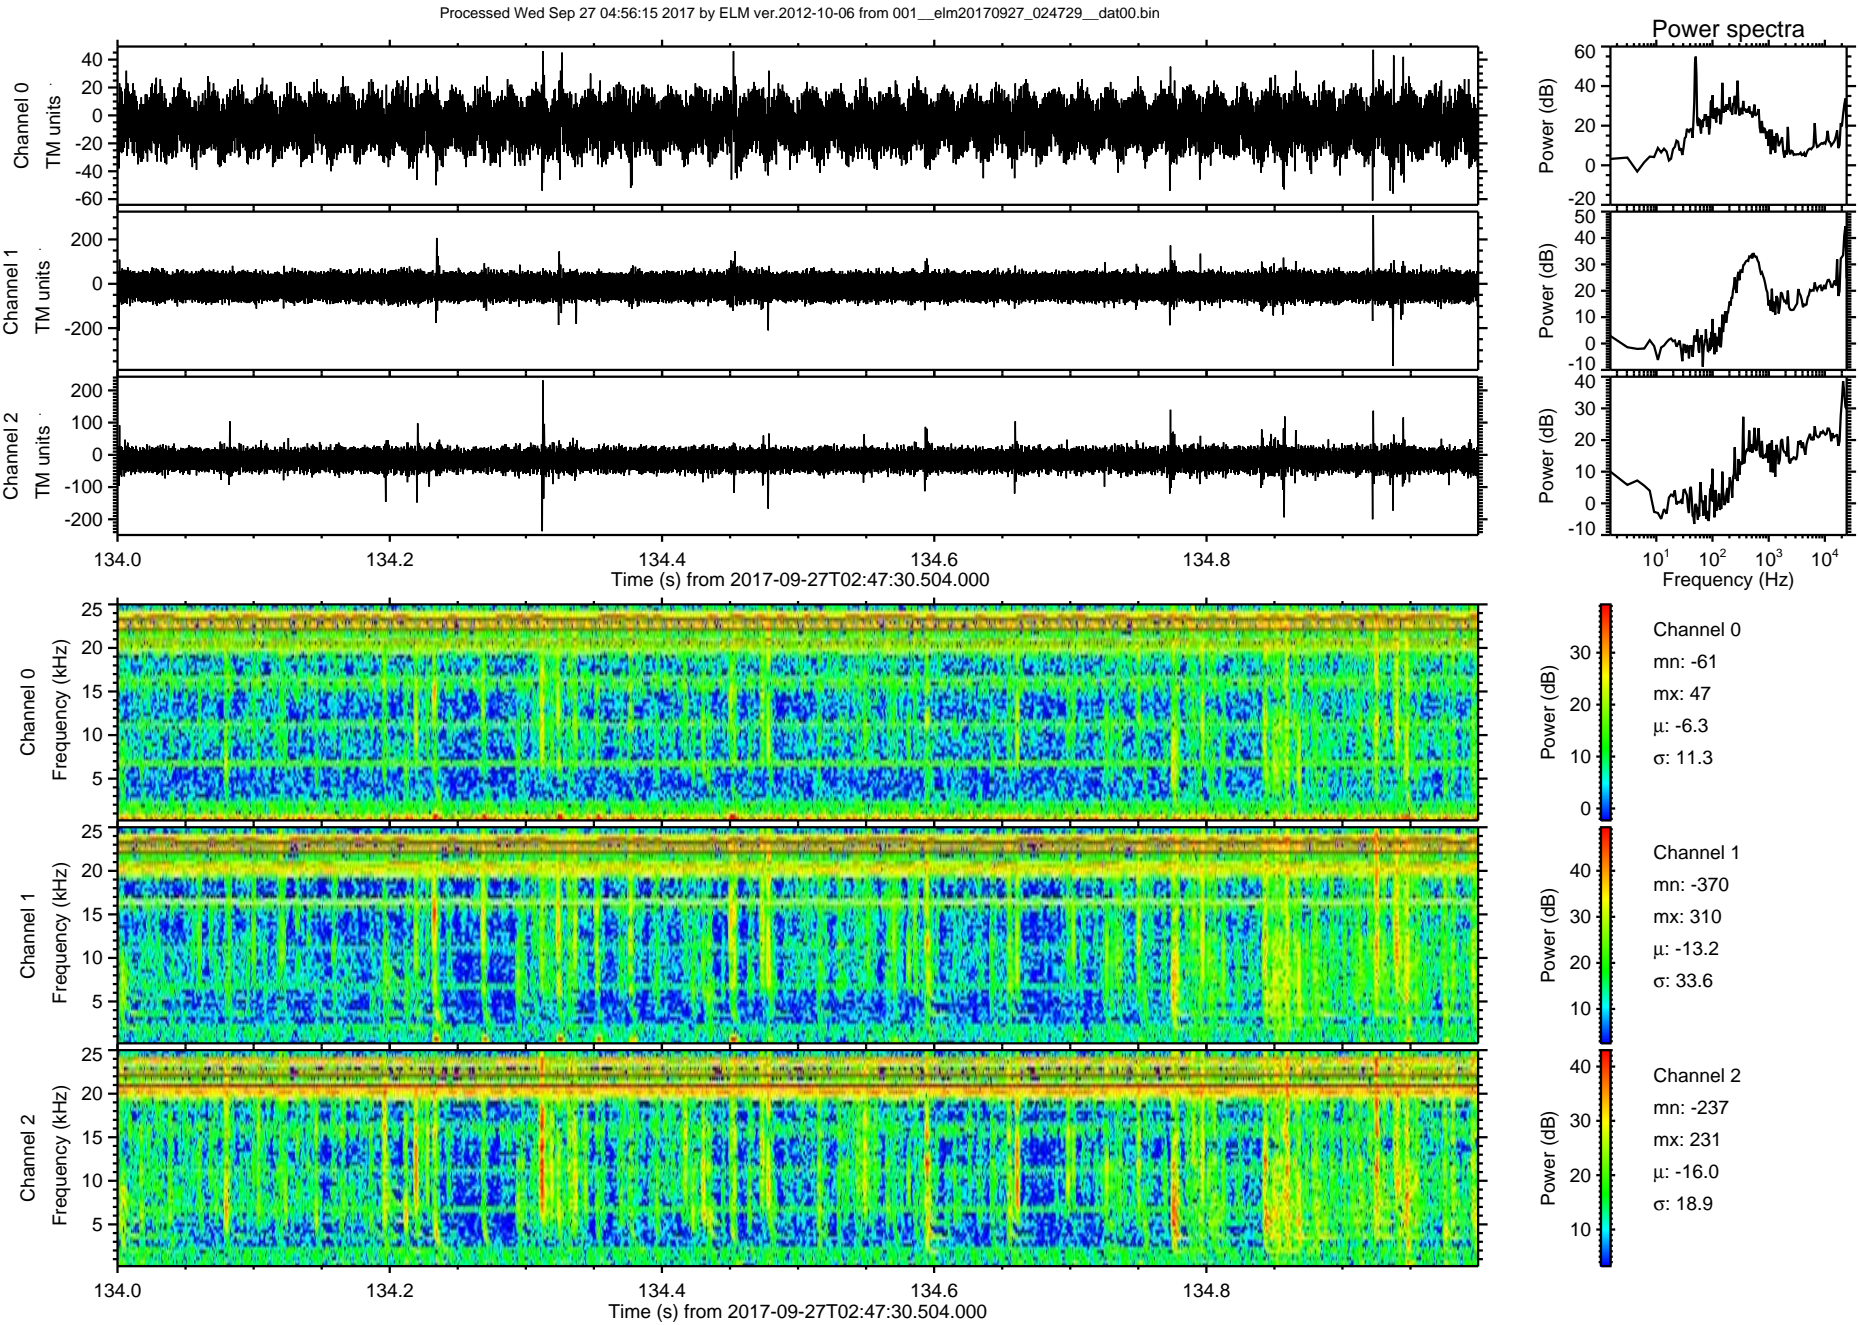 Processed Wed Sep 27 04:56:15 2017 by ELM ver.2012-10-06 from 001__elm20170927_024729__dat00.bin
Power spectra
Channel 0
TM units
40
20
0
-20
-40
-60
Power (dB)
60
40
20
0
-20
Channel 1
TM units
200
0
-200
Power (dB)
50
40
30
20
10
0
-10
Channel 2
TM units
200
100
0
-100
-200
Power (dB)
40
30
20
10
0
-10
134.0 134.2 134.4 134.6 134.8
Time (s) from 2017-09-27T02:47:30.504.000
10¹ 10² 10³ 10⁴
Frequency (Hz)
Channel 0
Frequency (kHz)
25
20
15
10
5
Power (dB)
30
20
10
0
Channel 0
mn: -61
mx: 47
μ: -6.3
σ: 11.3
Channel 1
Frequency (kHz)
25
20
15
10
5
Power (dB)
40
30
20
10
Channel 1
mn: -370
mx: 310
μ: -13.2
σ: 33.6
Channel 2
Frequency (kHz)
25
20
15
10
5
Power (dB)
40
30
20
10
Channel 2
mn: -237
mx: 231
μ: -16.0
σ: 18.9
134.0 134.2 134.4 134.6 134.8
Time (s) from 2017-09-27T02:47:30.504.000